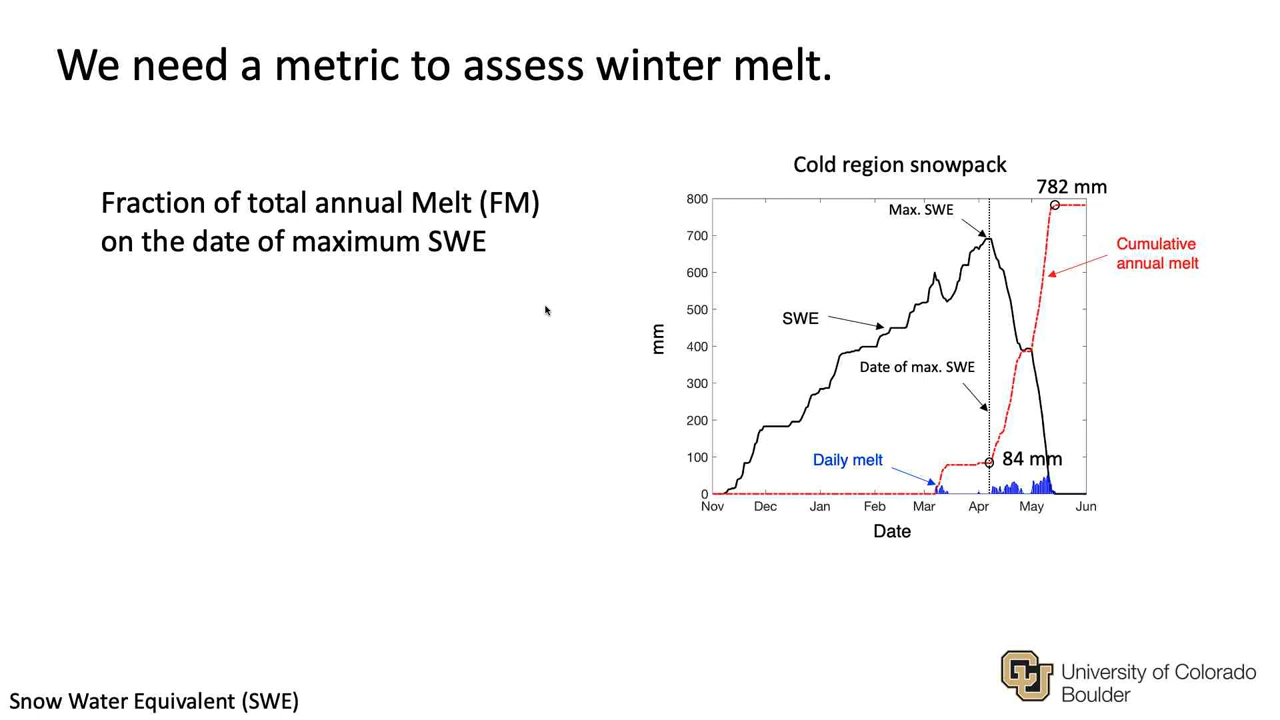 We need a metric to assess winter melt.
Fraction of total annual Melt (FM)
on the date of maximum SWE
Cold region snowpack
782 mm
800
700
600
500
400
300
200
100
0
mm
Max. SWE
SWE
Date of max. SWE
Daily melt
84 mm
Cumulative
annual melt
Nov Dec Jan Feb Mar Apr May Jun
Date
Snow Water Equivalent (SWE)
CU
University of Colorado
Boulder